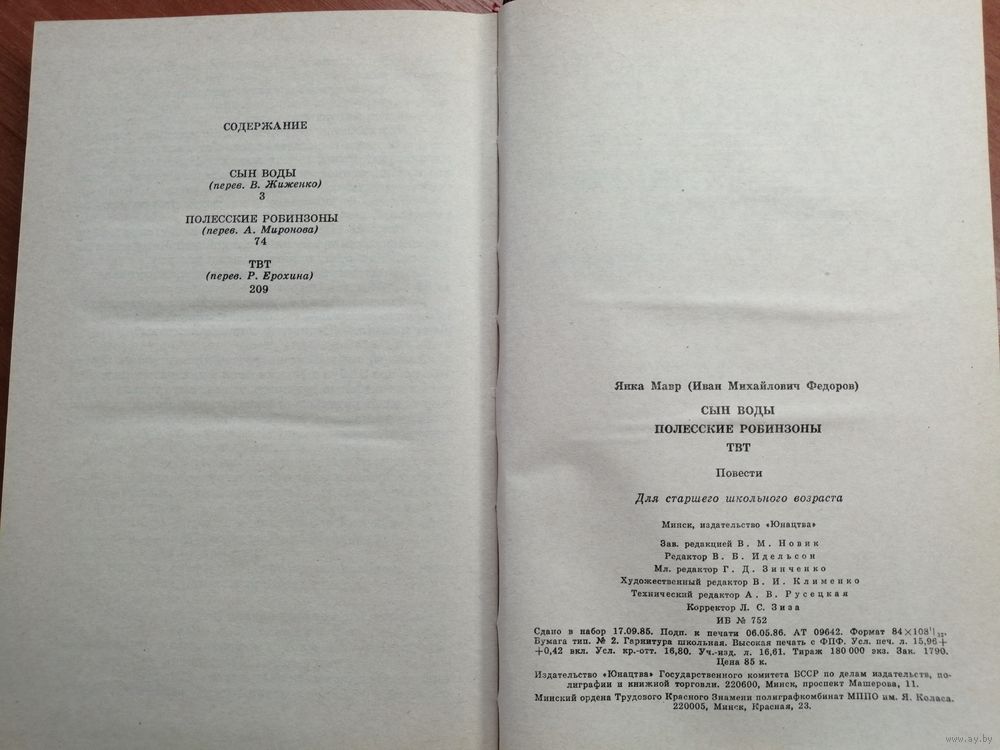 СОДЕРЖАНИЕ
СЫН ВОДЫ
(перев. В. Жиженко)
3
ПОЛЕССКИЕ РОБИНЗОНЫ
(перев. А. Миронова)
74
ТВТ
(перев. Р. Ерохина)
209
Янка Мавр (Иван Михайлович Федоров)
СЫН ВОДЫ
ПОЛЕССКИЕ РОБИНЗОНЫ
ТВТ
Повести
Для старшего школьного возраста
Минск, издательство «Юнацтва»
Зав. редакцией В. М. Новик
Редактор В. Б. Идельсон
Мл. редактор Г. Д. Зинченко
Художественный редактор В. И. Клименко
Технический редактор А. В. Русецкая
Корректор Л. С. Зиза
ИБ № 752
Сдано в набор 17.09.85. Подп. к печати 06.05.86. АТ 09642. Формат 84×108¹/₃₂.
Бумага тип. № 2. Гарнитура школьная. Высокая печать с ФПФ. Усл. печ. л. 15,96+
+0,42 вкл. Усл. кр.-отт. 16,80. Уч.-изд. л. 16,61. Тираж 180 000 экз. Зак. 1790.
Цена 85 к.
Издательство «Юнацтва» Государственного комитета БССР по делам издательств, по-
лиграфии и книжной торговли. 220600, Минск, проспект Машерова, 11.
Минский ордена Трудового Красного Знамени полиграфкомбинат МППО им. Я. Коласа.
220005, Минск, Красная, 23.
www.ay.by